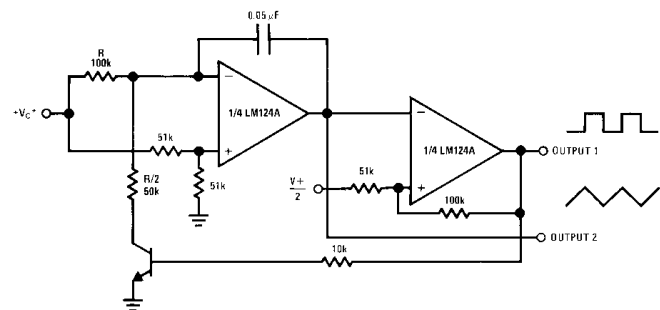 0.05 µF
R
100k
+VC*
1/4 LM124A
51k
51k
R/2
50k
1/4 LM124A
V+
2
51k
100k
10k
OUTPUT 1
OUTPUT 2